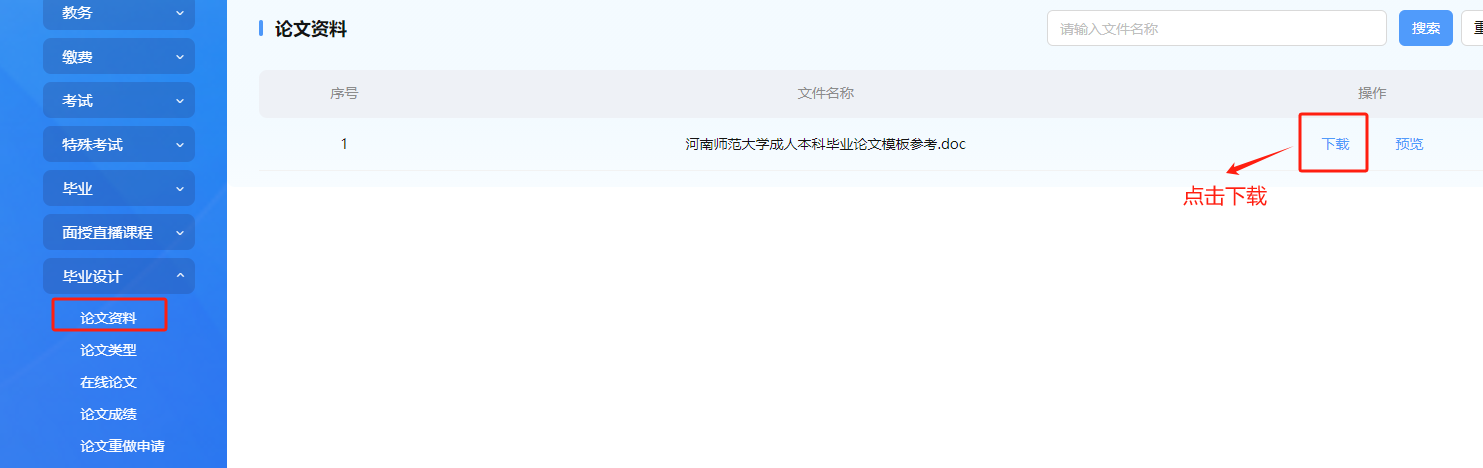 教务
缴费
考试
特殊考试
毕业
面授直播课程
毕业设计
论文资料
论文类型
在线论文
论文成绩
论文重做申请
论文资料
请输入文件名称
搜索
序号
文件名称
操作
1
河南师范大学成人本科毕业论文模板参考.doc
下载
预览
点击下载